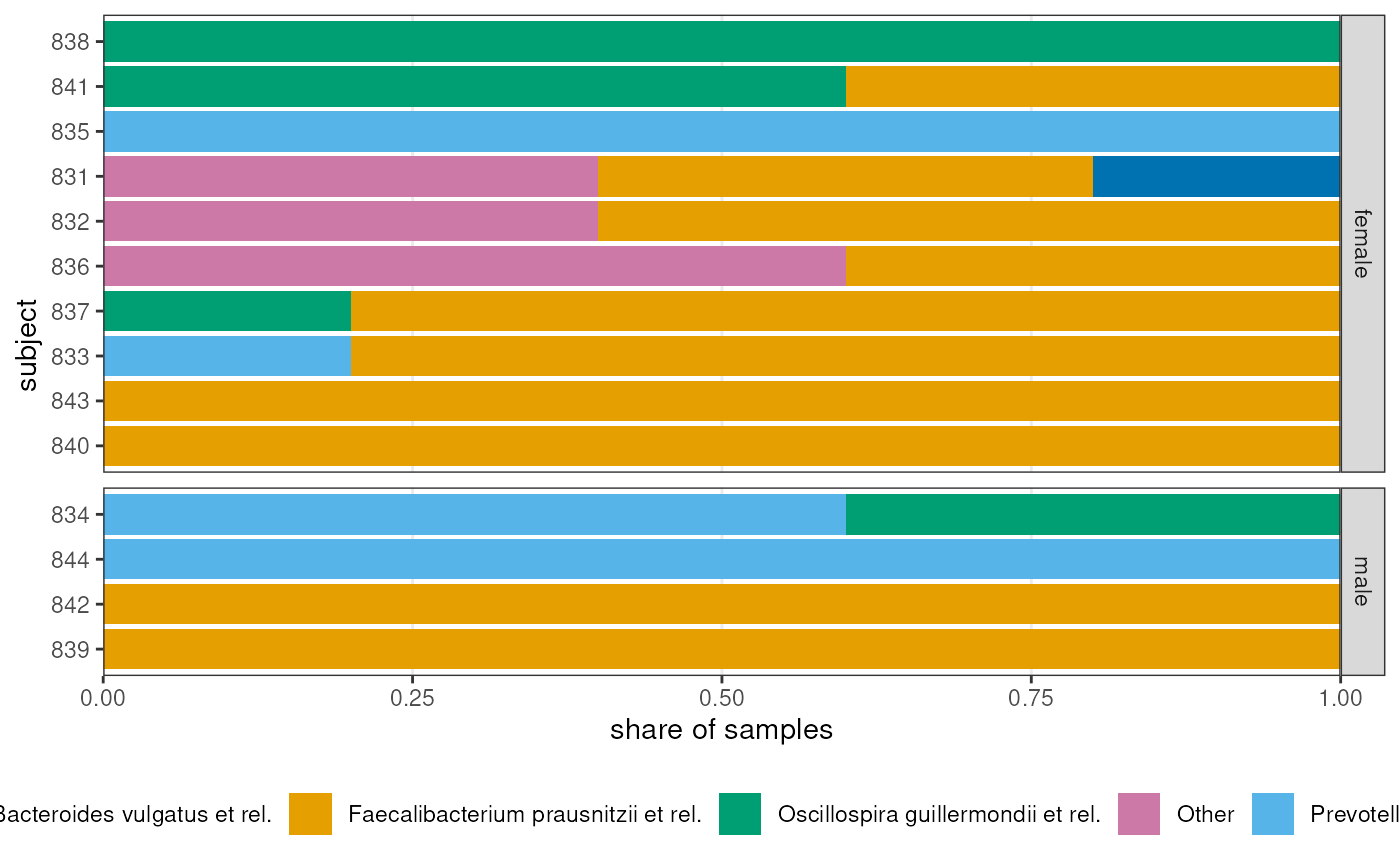 838
841
835
831
832
836
837
833
843
840
female
834
844
842
839
male
subject
0.00 0.25 0.50 0.75 1.00
share of samples
Bacteroides vulgatus et rel. Faecalibacterium prausnitzii et rel. Oscillospira guillermondii et rel. Other Prevotell